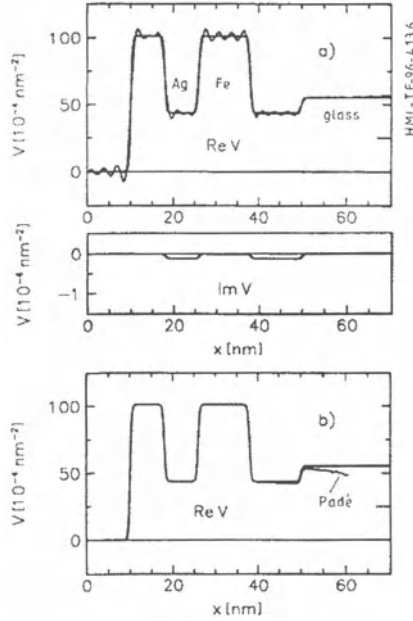 HMI-TF-96-4136
V [10⁻⁴ nm⁻²]
100
50
0
a)
Ag
Fe
glass
Re V
0 20 40 60
V [10⁻⁴ nm⁻²]
0
-1
Im V
0 20 40 60
x [nm]
V [10⁻⁴ nm⁻²]
100
50
0
b)
Re V
Padè
0 20 40 60
x [nm]